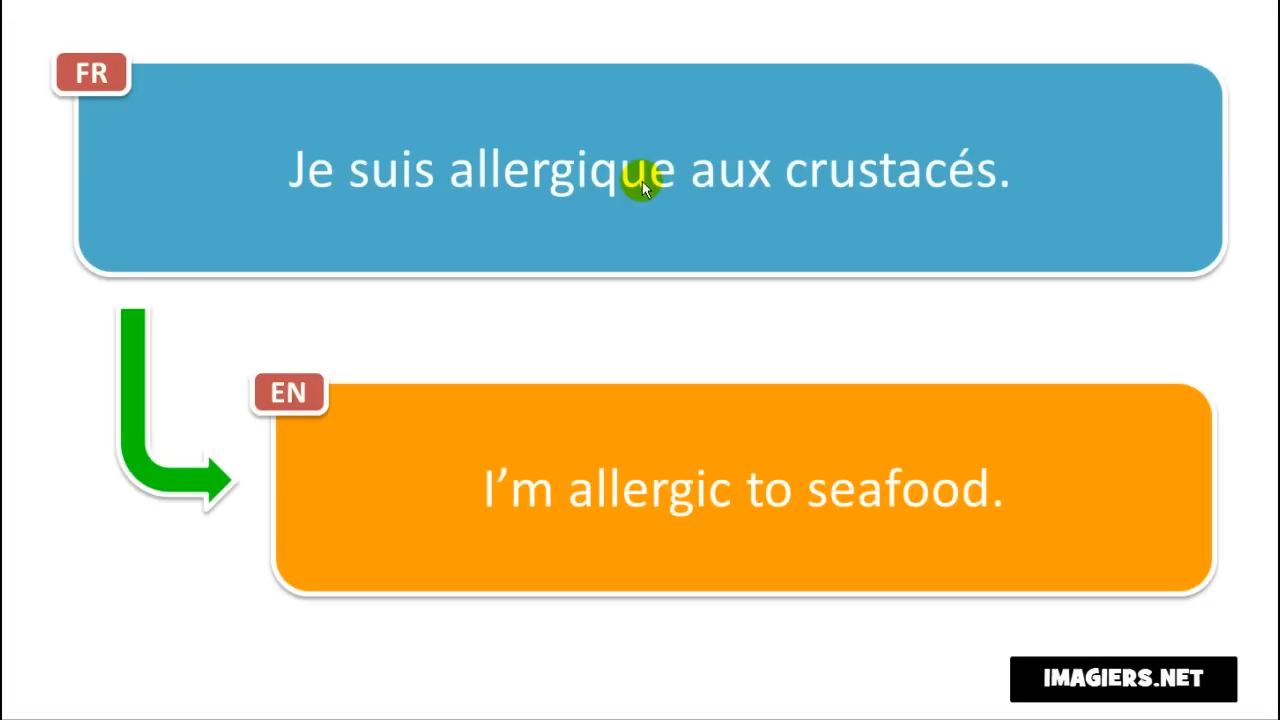 FR
Je suis allergique aux crustacés.
EN
I’m allergic to seafood.
IMAGIERS.NET